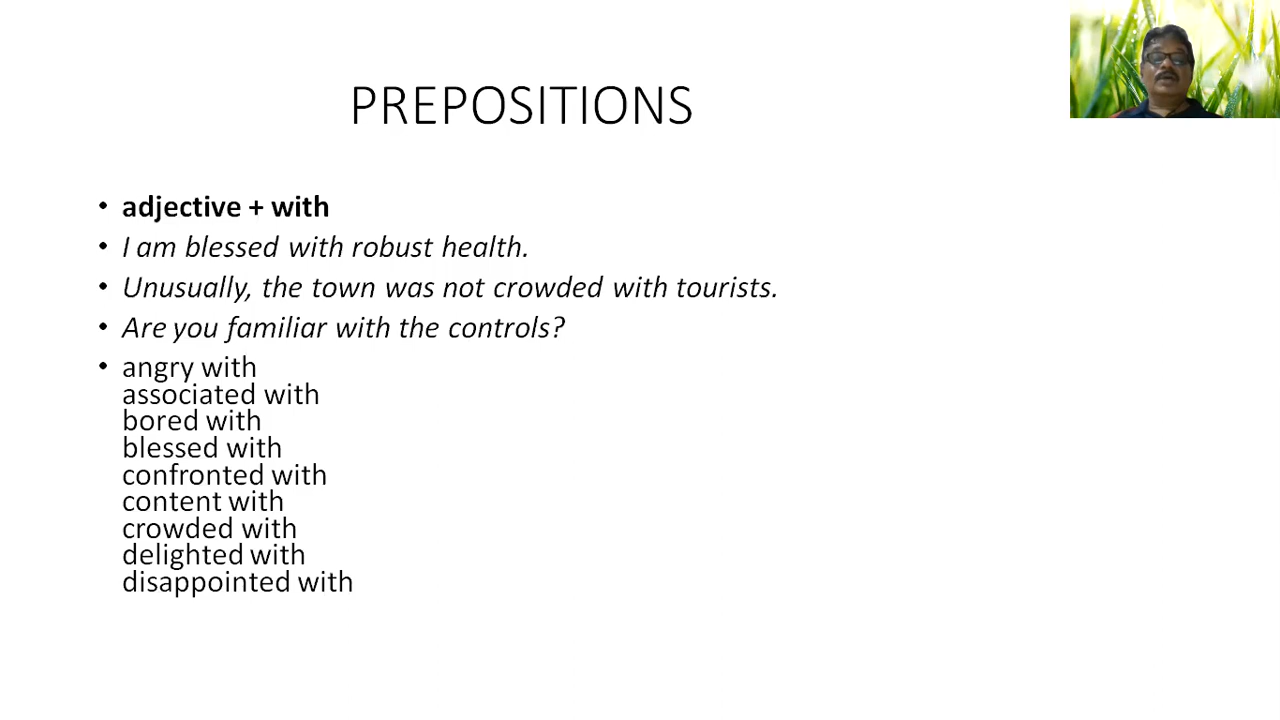 PREPOSITIONS
• adjective + with
• I am blessed with robust health.
• Unusually, the town was not crowded with tourists.
• Are you familiar with the controls?
• angry with
associated with
bored with
blessed with
confronted with
content with
crowded with
delighted with
disappointed with